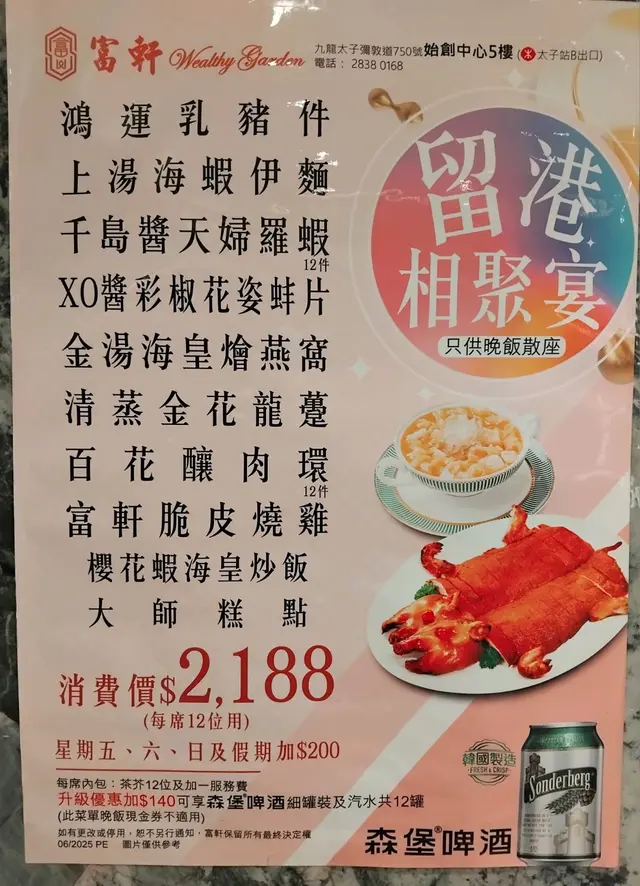 富軒 Wealthy Garden
九龍太子彌敦道750號始創中心5樓 (太子站B出口)
電話： 2838 0168
留港
相聚宴
只供晚飯散座
鴻運乳豬件
上湯海蝦伊麵
千島醬天婦羅蝦
12件
XO醬彩椒花姿蚌片
金湯海皇燴燕窩
清蒸金花龍躉
百花釀肉環
12件
富軒脆皮燒雞
櫻花蝦海皇炒飯
大師糕點
消費價$2,188
(每席12位用)
星期五、六、日及假期加$200
每席內包：茶芥12位及加一服務費
升級優惠加$140可享森堡®啤酒細罐裝及汽水共12罐
(此菜單晚飯現金券不適用)
如有更改或停用，恕不另行通知，富軒保留所有最終決定權
06/2025 PE 圖片僅供參考
韓國製造
FRESH & CRISP
Sonderberg
森堡®啤酒